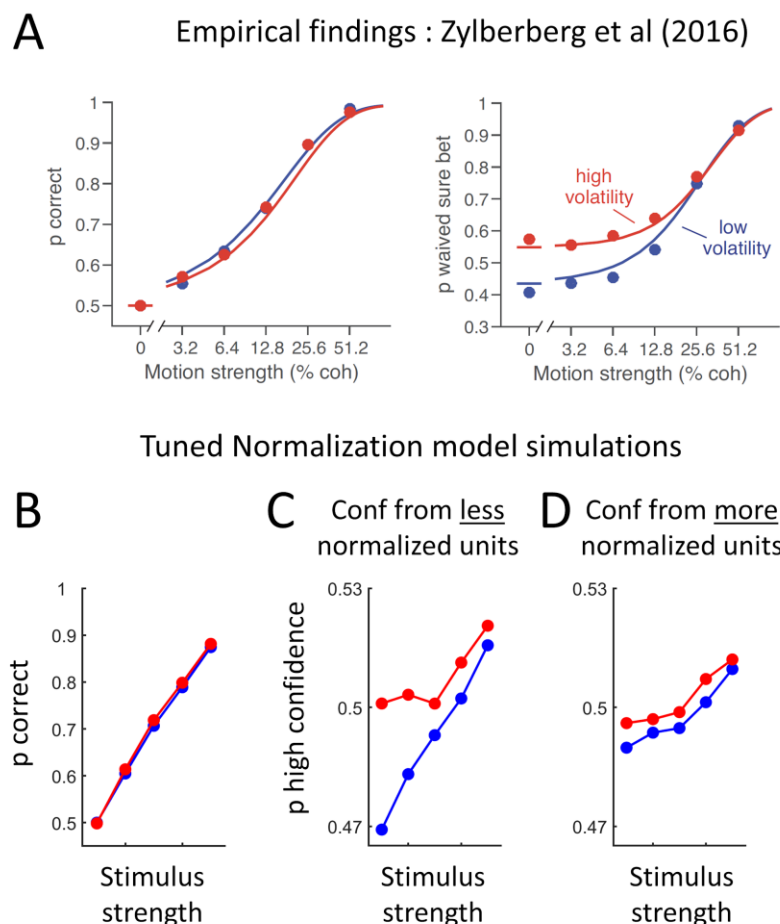 A
Empirical findings : Zylberberg et al (2016)
p correct
1
0.9
0.8
0.7
0.6
0.5
0
3.2
6.4
12.8
25.6
51.2
Motion strength (% coh)
p waived sure bet
1
0.9
0.8
0.7
0.6
0.5
0.4
0.3
high
volatility
low
volatility
0
3.2
6.4
12.8
25.6
51.2
Motion strength (% coh)
Tuned Normalization model simulations
B
p correct
1
0.9
0.8
0.7
0.6
0.5
Stimulus
strength
C
Conf from less
normalized units
p high confidence
0.53
0.5
0.47
Stimulus
strength
D
Conf from more
normalized units
0.53
0.5
0.47
Stimulus
strength